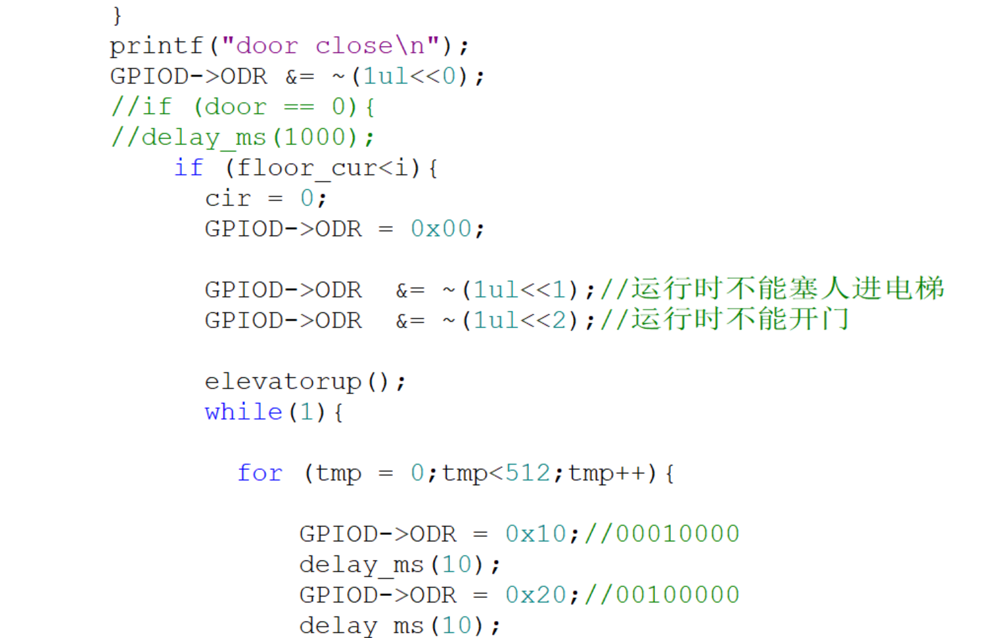 }
printf("door close\n");
GPIOD->ODR &= ~(1ul<<0);
//if (door == 0){
//delay_ms(1000);
if (floor_cur<i){
cir = 0;
GPIOD->ODR = 0x00;
GPIOD->ODR  &= ~(1ul<<1);//运行时不能塞人进电梯
GPIOD->ODR  &= ~(1ul<<2);//运行时不能开门
elevatorup();
while(1){
for (tmp = 0;tmp<512;tmp++){
GPIOD->ODR = 0x10;//00010000
delay_ms(10);
GPIOD->ODR = 0x20;//00100000
delay_ms(10);